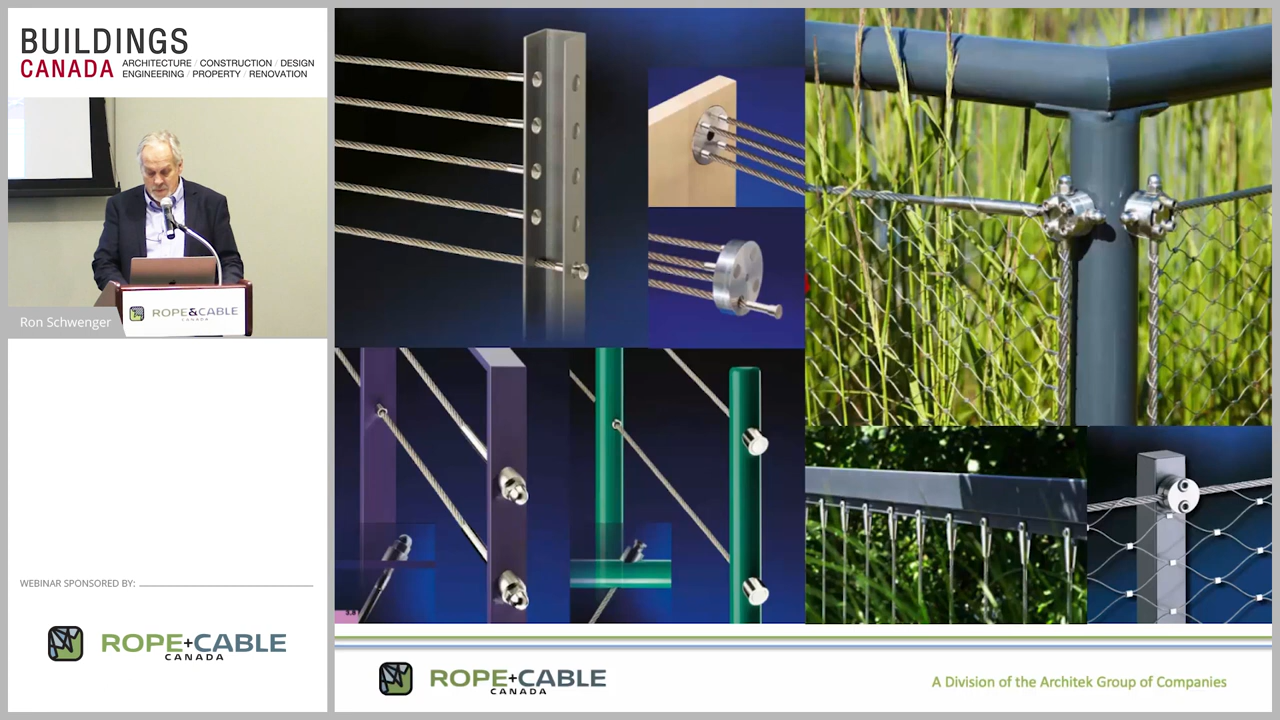 BUILDINGS
CANADA
ARCHITECTURE / CONSTRUCTION / DESIGN
ENGINEERING / PROPERTY / RENOVATION
ROPE&CABLE
CANADA
Ron Schwenger
WEBINAR SPONSORED BY:
ROPE+CABLE
CANADA
ROPE+CABLE
CANADA
A Division of the Architek Group of Companies